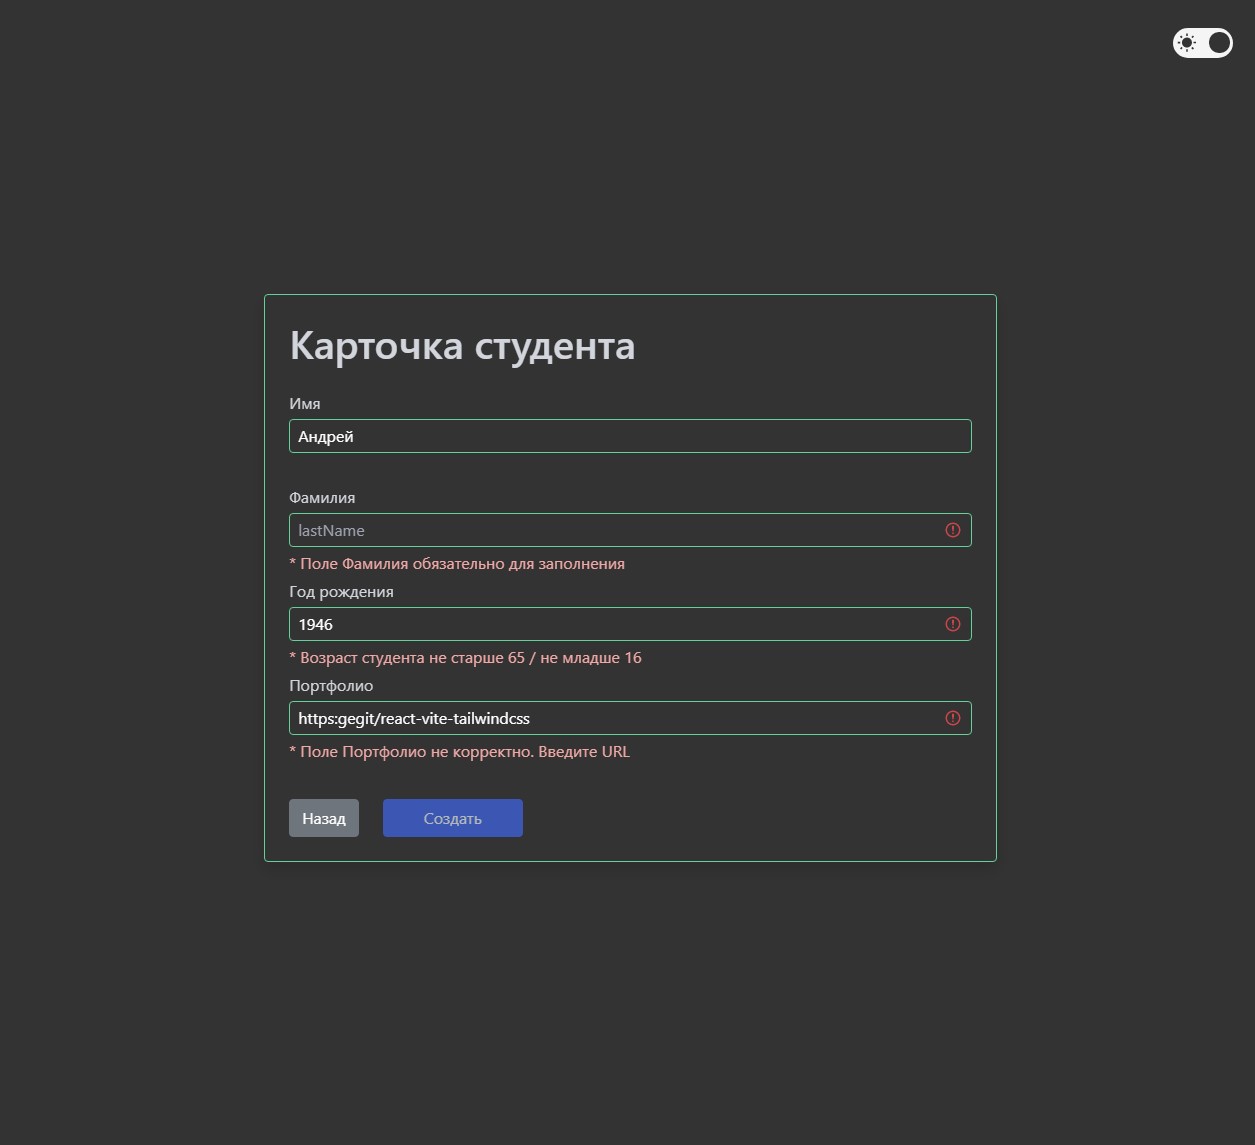 Карточка студента
Имя
Андрей
Фамилия
lastName
* Поле Фамилия обязательно для заполнения
Год рождения
1946
* Возраст студента не старше 65 / не младше 16
Портфолио
https:gegit/react-vite-tailwindcss
* Поле Портфолио не корректно. Введите URL
Назад
Создать